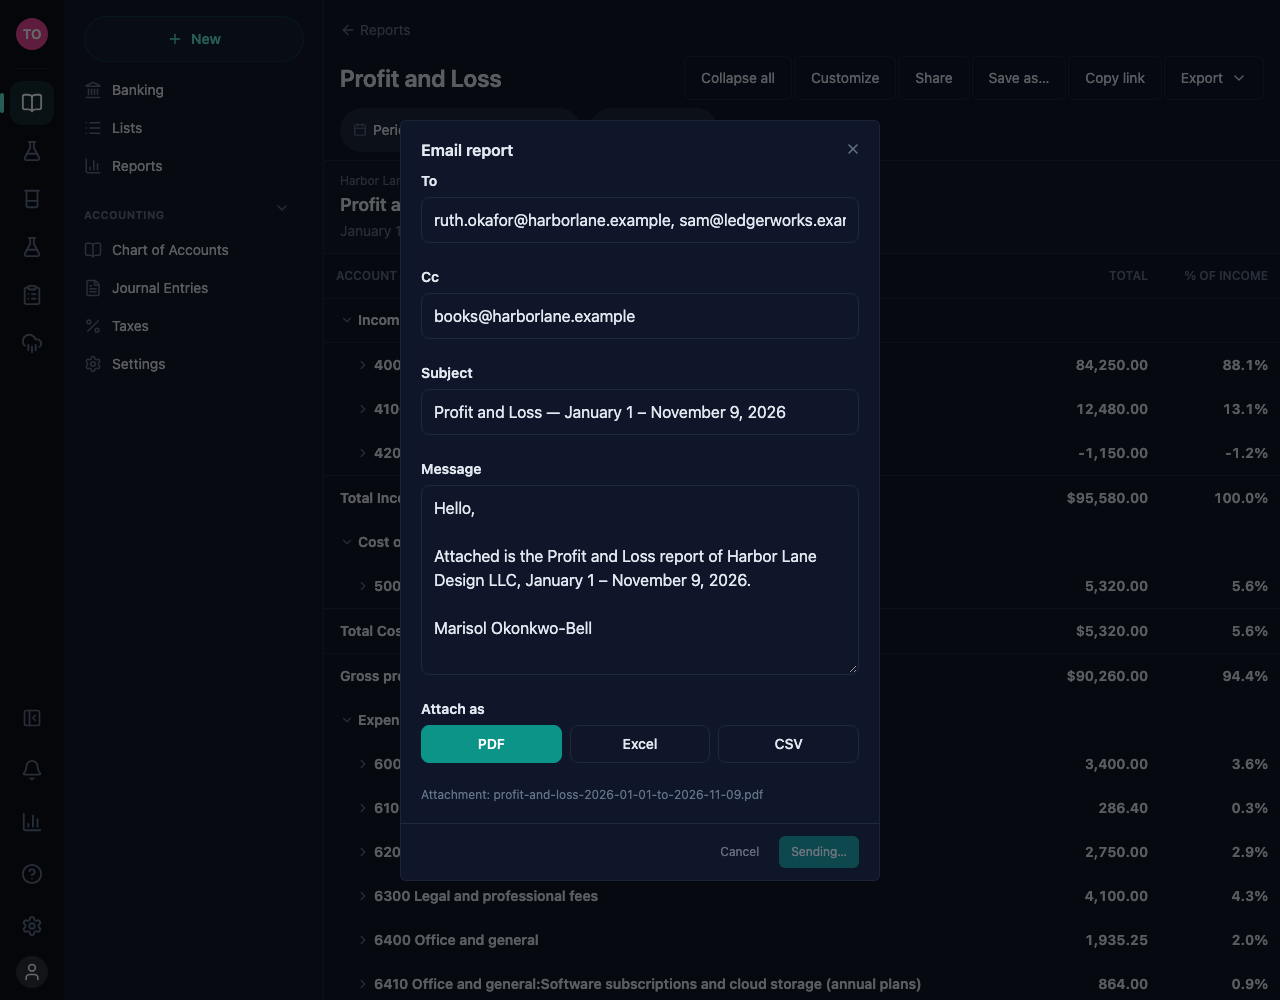 TO
New
Banking
Lists
Reports
ACCOUNTING
Chart of Accounts
Journal Entries
Taxes
Settings
Reports
Profit and Loss
Collapse all
Customize
Share
Save as...
Copy link
Export
Harbor
Profit
January 1
ACCOUNT
TOTAL
% OF INCOME
84,250.00
88.1%
12,480.00
13.1%
-1,150.00
-1.2%
Total
$95,580.00
100.0%
5,320.00
5.6%
Total
$5,320.00
5.6%
Gross
$90,260.00
94.4%
3,400.00
3.6%
286.40
0.3%
2,750.00
2.9%
6300 Legal and professional fees
4,100.00
4.3%
6400 Office and general
1,935.25
2.0%
6410 Office and general:Software subscriptions and cloud storage (annual plans)
864.00
0.9%
Email report
To
ruth.okafor@harborlane.example, sam@ledgerworks.exar
Cc
books@harborlane.example
Subject
Profit and Loss — January 1 – November 9, 2026
Message
Hello,
Attached is the Profit and Loss report of Harbor Lane
Design LLC, January 1 – November 9, 2026.
Marisol Okonkwo-Bell
Attach as
PDF
Excel
CSV
Attachment: profit-and-loss-2026-01-01-to-2026-11-09.pdf
Cancel
Sending...